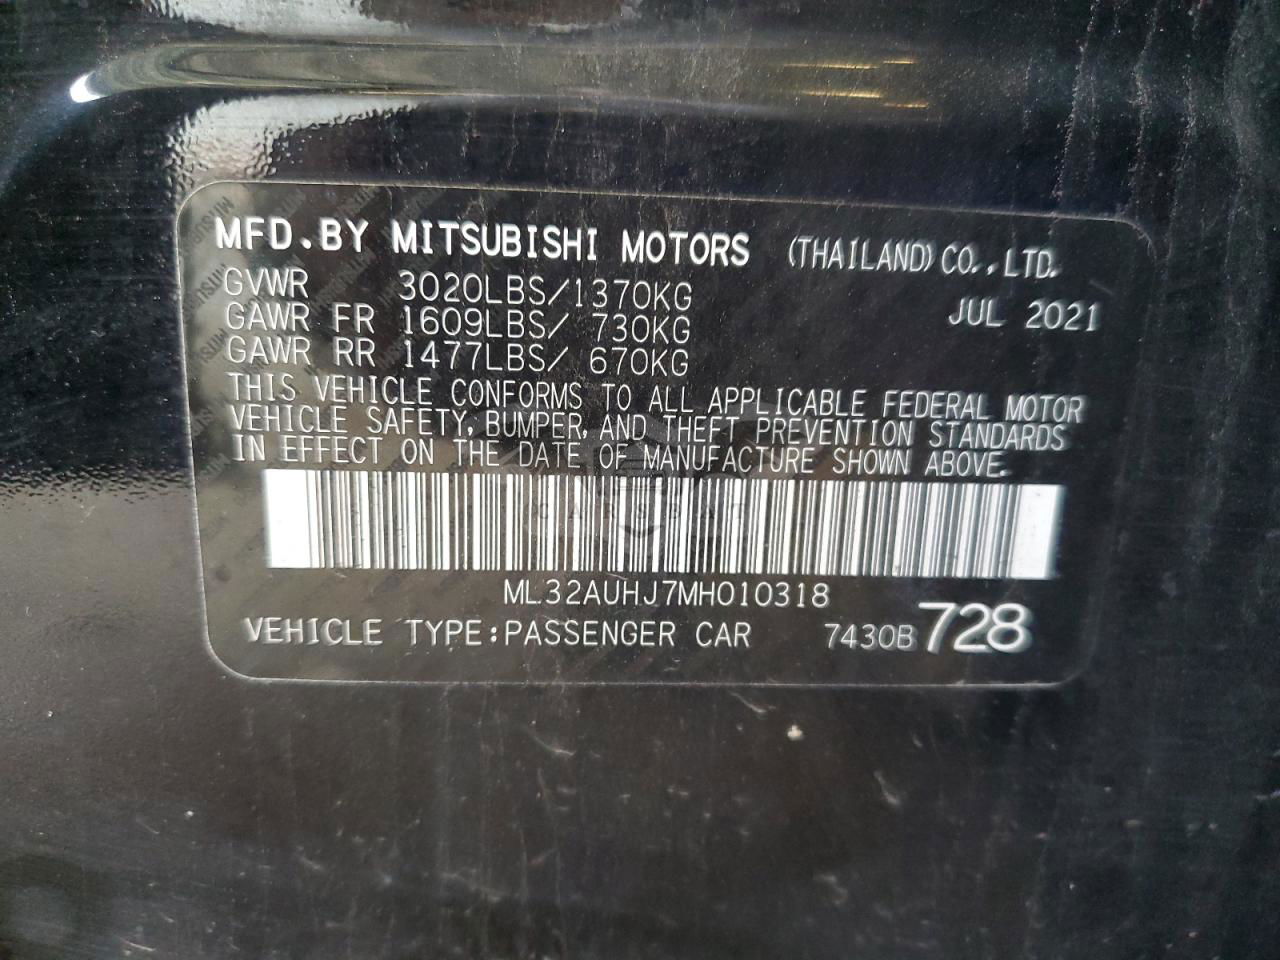 MFD.BY MITSUBISHI MOTORS (THAILAND)CO.,LTD.
GVWR 3020LBS/1370KG JUL 2021
GAWR FR 1609LBS/ 730KG
GAWR RR 1477LBS/ 670KG
THIS VEHICLE CONFORMS TO ALL APPLICABLE FEDERAL MOTOR
VEHICLE SAFETY, BUMPER, AND THEFT PREVENTION STANDARDS
IN EFFECT ON THE DATE OF MANUFACTURE SHOWN ABOVE.
ML32AUHJ7MH010318
VEHICLE TYPE:PASSENGER CAR 7430B 728